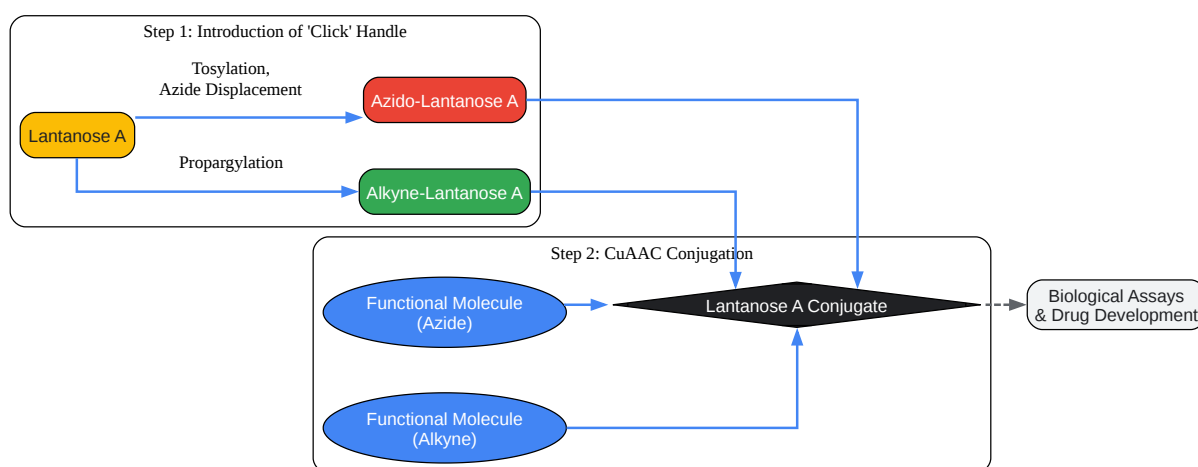 Step 1: Introduction of 'Click' Handle
Tosylation,
Azide Displacement
Azido-Lantanose A
Lantanose A
Propargylation
Alkyne-Lantanose A
Step 2: CuAAC Conjugation
Functional Molecule
(Azide)
Lantanose A Conjugate
Biological Assays
& Drug Development
Functional Molecule
(Alkyne)